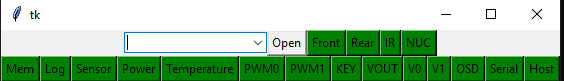 tk
Open Front Rear IR NUC
Mern Log Sensor Power Temperature PWM0 PWM1 KEY VOUT V0 V1 OSD Serial Host